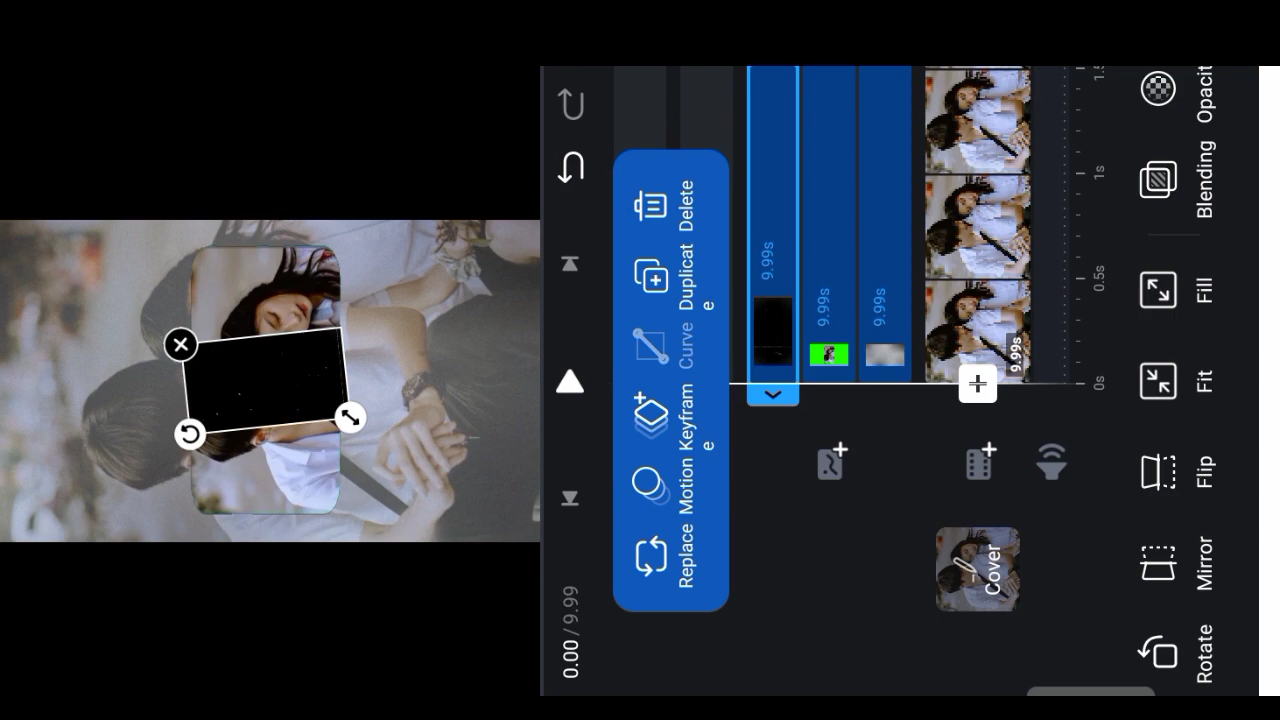 0.00 / 9.99
Replace
Motion
Keyfram
e
Curve
Duplicat
e
Delete
9.99s
9.99s
9.99s
9.99s
0s
0.5s
1s
Cover
Rotate
Mirror
Flip
Fit
Fill
Blending